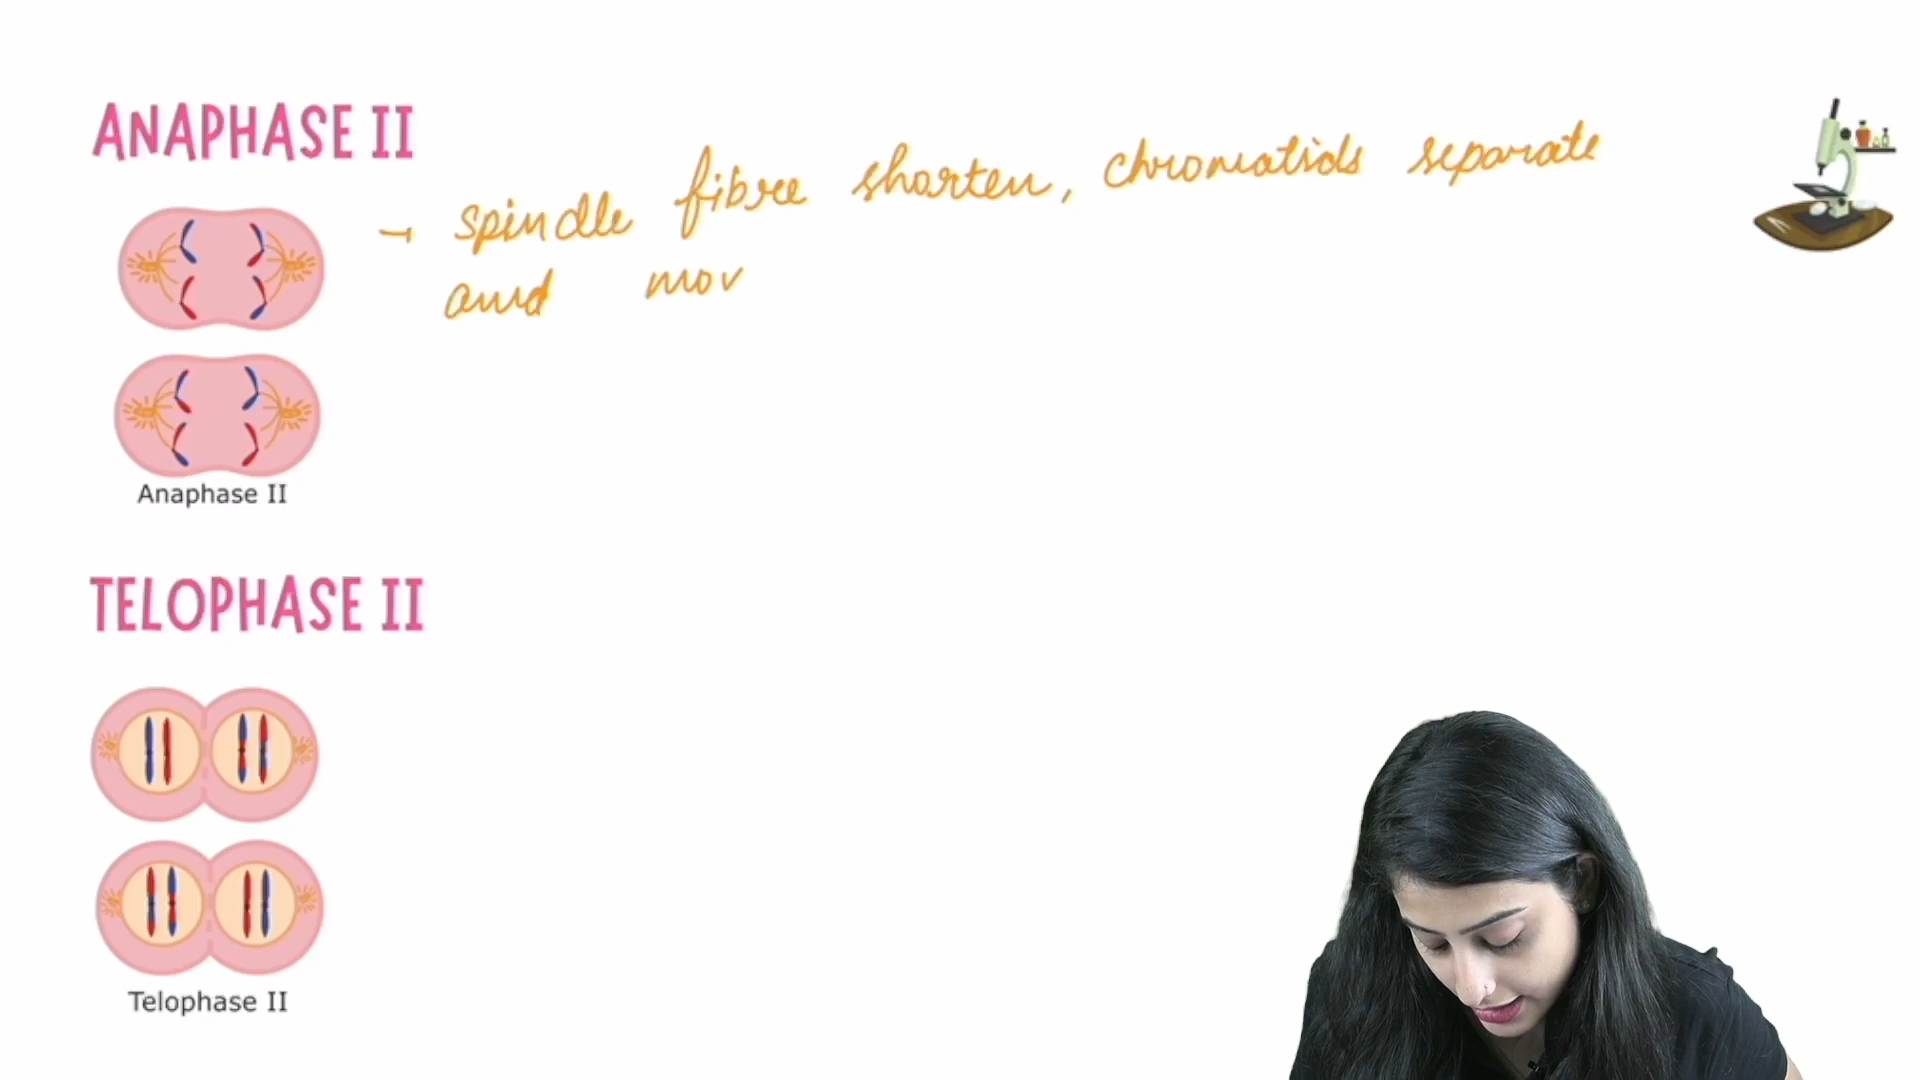 ANAPHASE II
→ spindle fibre shorten, chromatids separate
and mov
Anaphase II
TELOPHASE II
Telophase II